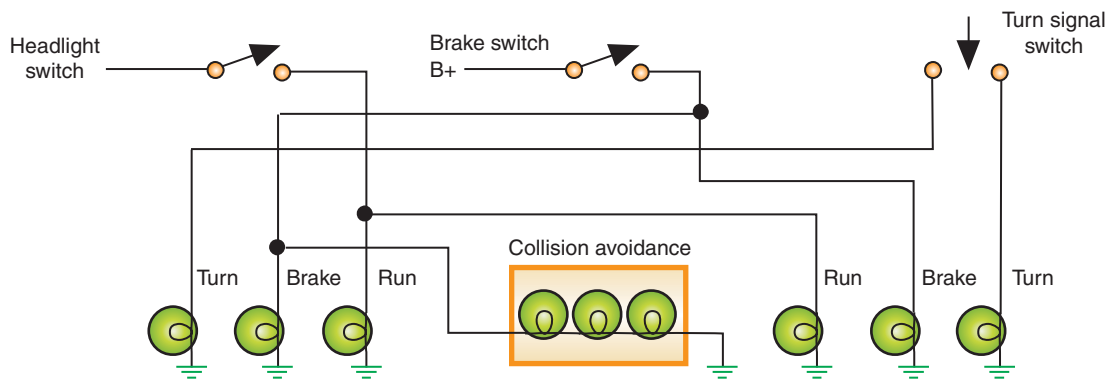 Headlight
switch
Brake switch
B+
Turn signal
switch
Collision avoidance
Turn
Brake
Run
Run
Brake
Turn